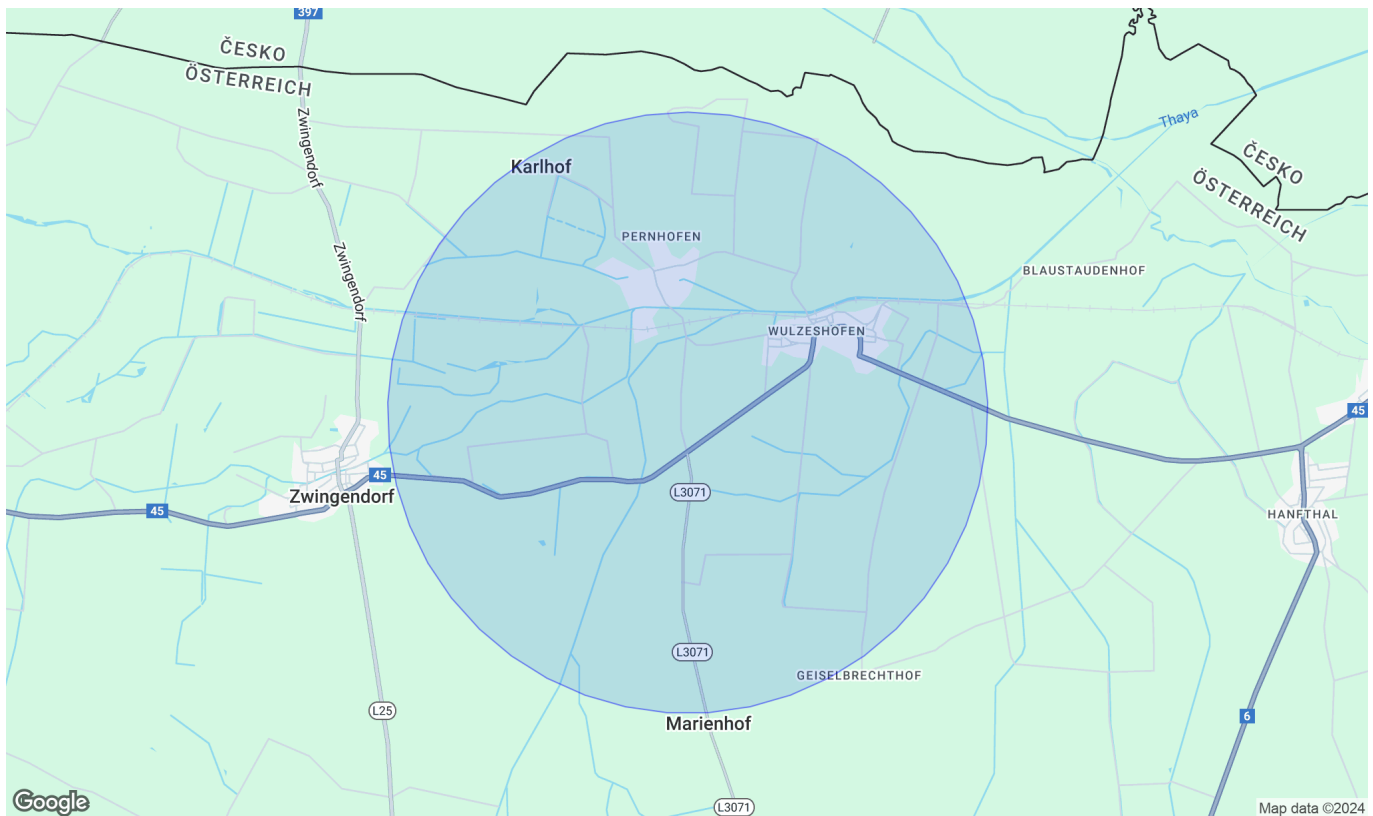 397
ČESKO
ÖSTERREICH
Zwingendorf
Thaya
ČESKO
ÖSTERREICH
Karlhof
PERNHOFEN
Zwingendorf
BLAUSTAUDENHOF
WULZESHOFEN
45
45
Zwingendorf
45
L3071
HANFTHAL
L3071
GEISELBRECHTHOF
L25
6
Marienhof
L3071
Google
Map data ©2024